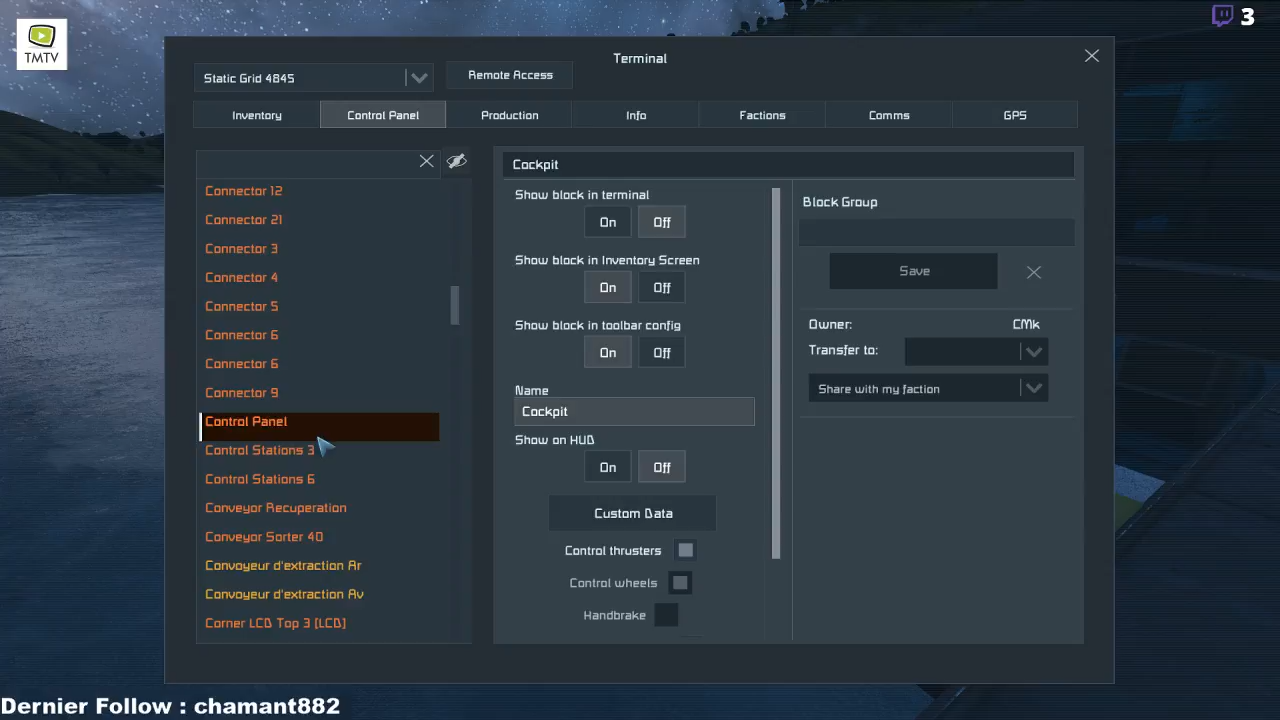 3
TMTV
Terminal
Static Grid 4845
Remote Access
Inventory
Control Panel
Production
Info
Factions
Comms
GPS
Connector 12
Connector 21
Connector 3
Connector 4
Connector 5
Connector 6
Connector 6
Connector 9
Control Panel
Control Stations 3
Control Stations 6
Conveyor Recuperation
Conveyor Sorter 40
Convoyeur d'extraction Ar
Convoyeur d'extraction Av
Corner LCD Top 3 [LCD]
Cockpit
Show block in terminal
On Off
Show block in Inventory Screen
On Off
Show block in toolbar config
On Off
Name
Cockpit
Show on HUD
On Off
Custom Data
Control thrusters
Control wheels
Handbrake
Block Group
Save
Owner: CMk
Transfer to:
Share with my faction
Dernier Follow : chamant882